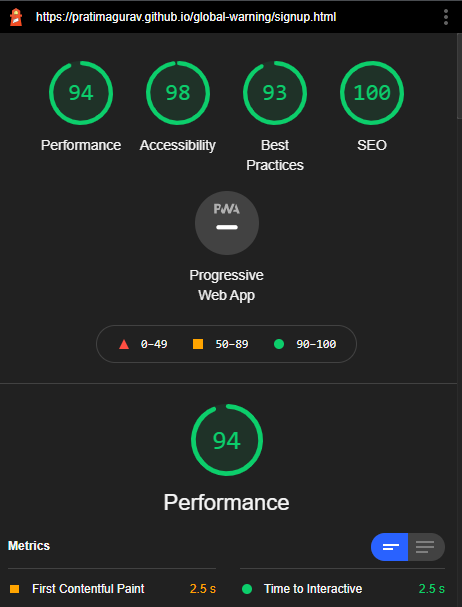 https://pratimagurav.github.io/global-warning/signup.html
94 98 93 100
Performance Accessibility Best SEO
Practices
PWA
Progressive
Web App
0–49 50–89 90–100
94
Performance
Metrics
First Contentful Paint 2.5 s Time to Interactive 2.5 s